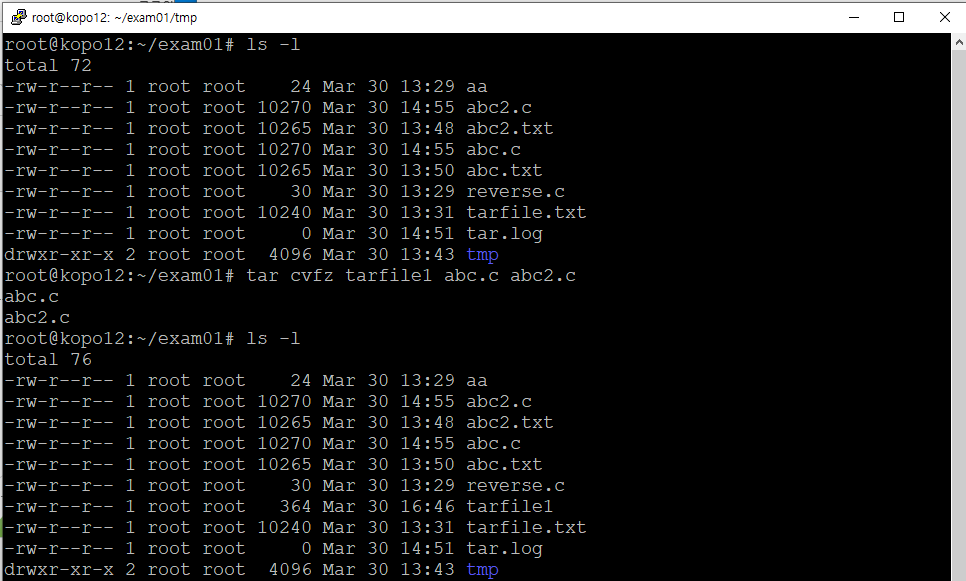 root@kopo12: ~/exam01/tmp
root@kopo12:~/exam01# ls -l
total 72
-rw-r--r-- 1 root root    24 Mar 30 13:29 aa
-rw-r--r-- 1 root root 10270 Mar 30 14:55 abc2.c
-rw-r--r-- 1 root root 10265 Mar 30 13:48 abc2.txt
-rw-r--r-- 1 root root 10270 Mar 30 14:55 abc.c
-rw-r--r-- 1 root root 10265 Mar 30 13:50 abc.txt
-rw-r--r-- 1 root root    30 Mar 30 13:29 reverse.c
-rw-r--r-- 1 root root 10240 Mar 30 13:31 tarfile.txt
-rw-r--r-- 1 root root     0 Mar 30 14:51 tar.log
drwxr-xr-x 2 root root  4096 Mar 30 13:43 tmp
root@kopo12:~/exam01# tar cvfz tarfile1 abc.c abc2.c
abc.c
abc2.c
root@kopo12:~/exam01# ls -l
total 76
-rw-r--r-- 1 root root    24 Mar 30 13:29 aa
-rw-r--r-- 1 root root 10270 Mar 30 14:55 abc2.c
-rw-r--r-- 1 root root 10265 Mar 30 13:48 abc2.txt
-rw-r--r-- 1 root root 10270 Mar 30 14:55 abc.c
-rw-r--r-- 1 root root 10265 Mar 30 13:50 abc.txt
-rw-r--r-- 1 root root    30 Mar 30 13:29 reverse.c
-rw-r--r-- 1 root root   364 Mar 30 16:46 tarfile1
-rw-r--r-- 1 root root 10240 Mar 30 13:31 tarfile.txt
-rw-r--r-- 1 root root     0 Mar 30 14:51 tar.log
drwxr-xr-x 2 root root  4096 Mar 30 13:43 tmp